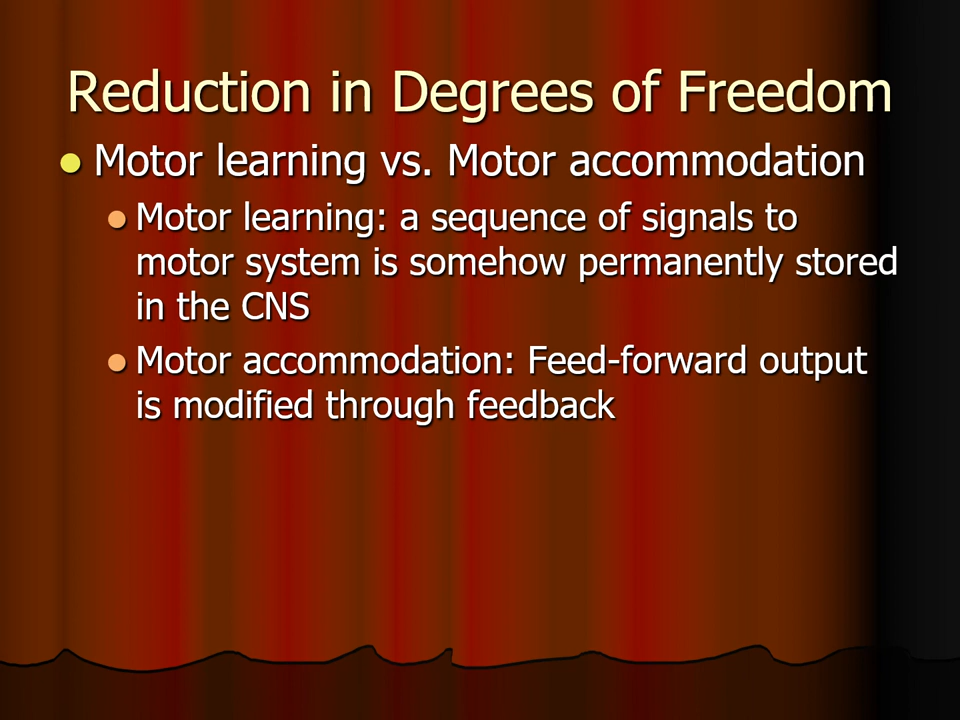 Reduction in Degrees of Freedom
Motor learning vs. Motor accommodation
Motor learning: a sequence of signals to
motor system is somehow permanently stored
in the CNS
Motor accommodation: Feed-forward output
is modified through feedback